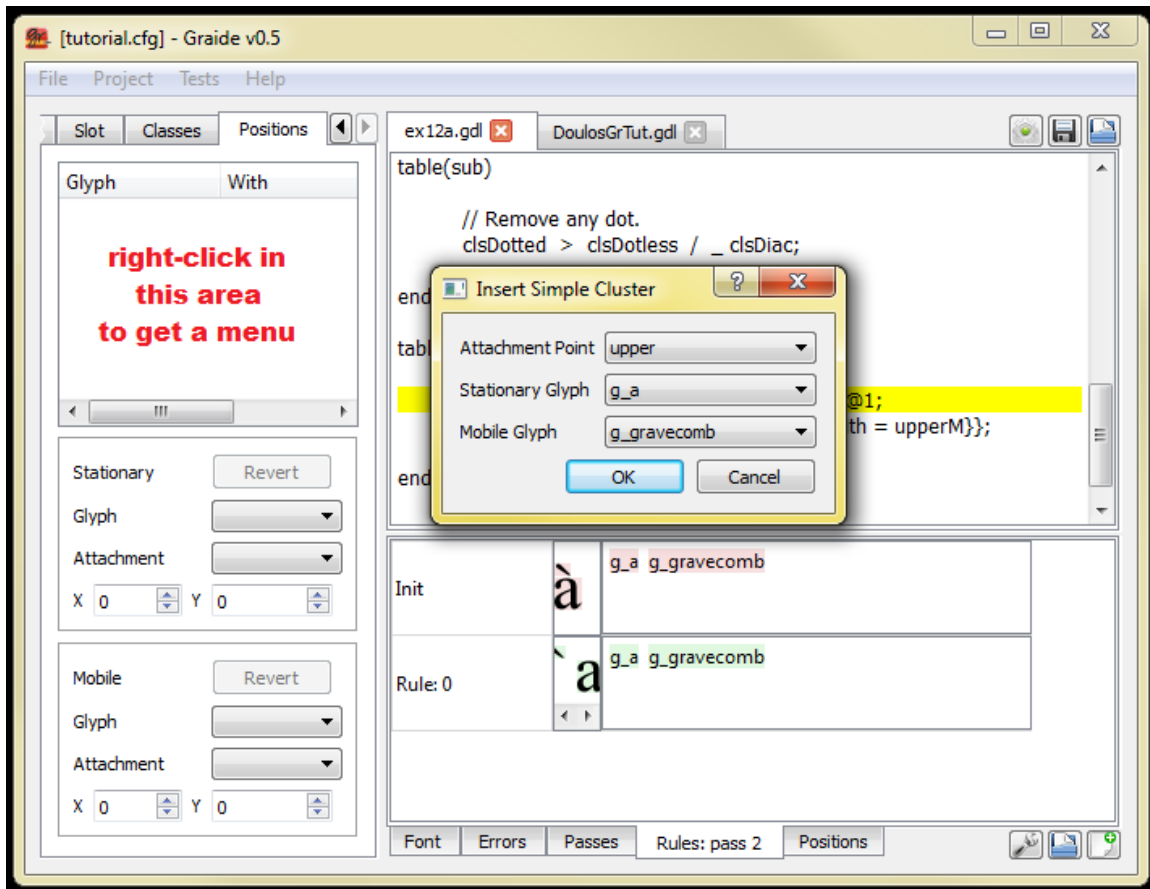 [tutorial.cfg] - Graide v0.5
File Project Tests Help
Slot Classes Positions
Glyph With
right-click in
this area
to get a menu
Stationary Revert
Glyph
Attachment
X 0 Y 0
Mobile Revert
Glyph
Attachment
X 0 Y 0
ex12a.gdl DoulosGrTut.gdl
table(sub)
// Remove any dot.
clsDotted > clsDotless / _ clsDiac;
end
tabl
@1;
th = upperM}};
end
Insert Simple Cluster
Attachment Point upper
Stationary Glyph g_a
Mobile Glyph g_gravecomb
OK Cancel
Init à g_a g_gravecomb
Rule: 0 `a g_a g_gravecomb
Font Errors Passes Rules: pass 2 Positions